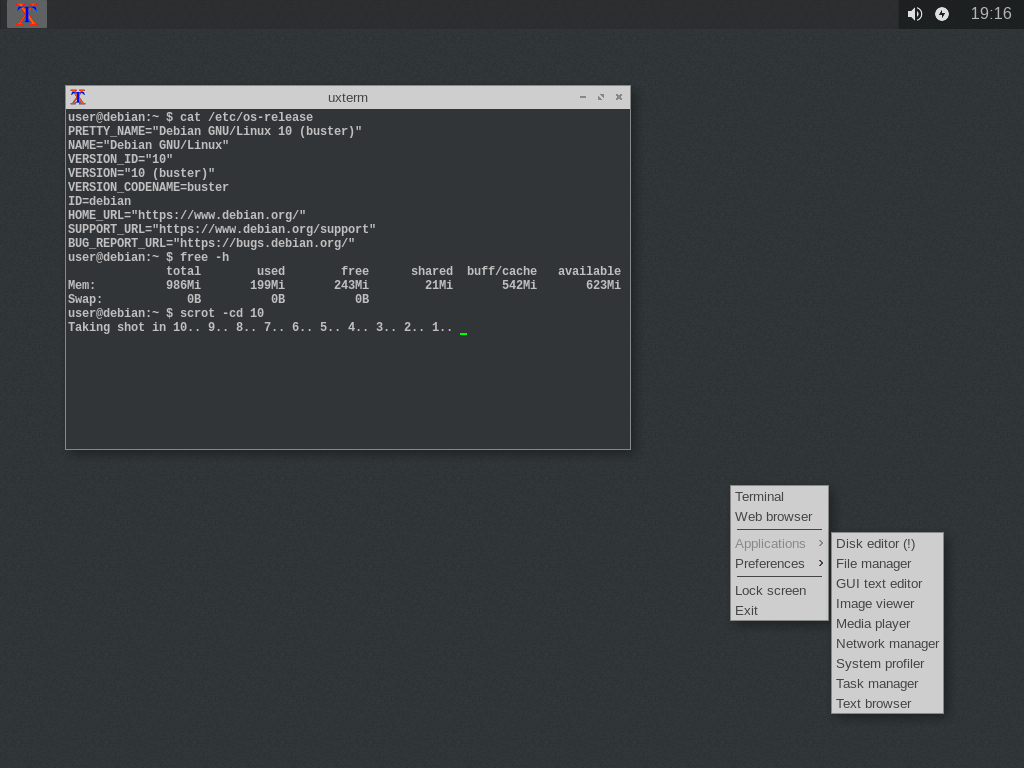 19:16
uxterm
user@debian:~ $ cat /etc/os-release
PRETTY_NAME="Debian GNU/Linux 10 (buster)"
NAME="Debian GNU/Linux"
VERSION_ID="10"
VERSION="10 (buster)"
VERSION_CODENAME=buster
ID=debian
HOME_URL="https://www.debian.org/"
SUPPORT_URL="https://www.debian.org/support"
BUG_REPORT_URL="https://bugs.debian.org/"
user@debian:~ $ free -h
              total        used        free      shared  buff/cache   available
Mem:          986Mi       199Mi       243Mi        21Mi       542Mi       623Mi
Swap:            0B          0B          0B
user@debian:~ $ scrot -cd 10
Taking shot in 10.. 9.. 8.. 7.. 6.. 5.. 4.. 3.. 2.. 1..
Terminal
Web browser
Applications
Preferences
Lock screen
Exit
Disk editor (!)
File manager
GUI text editor
Image viewer
Media player
Network manager
System profiler
Task manager
Text browser